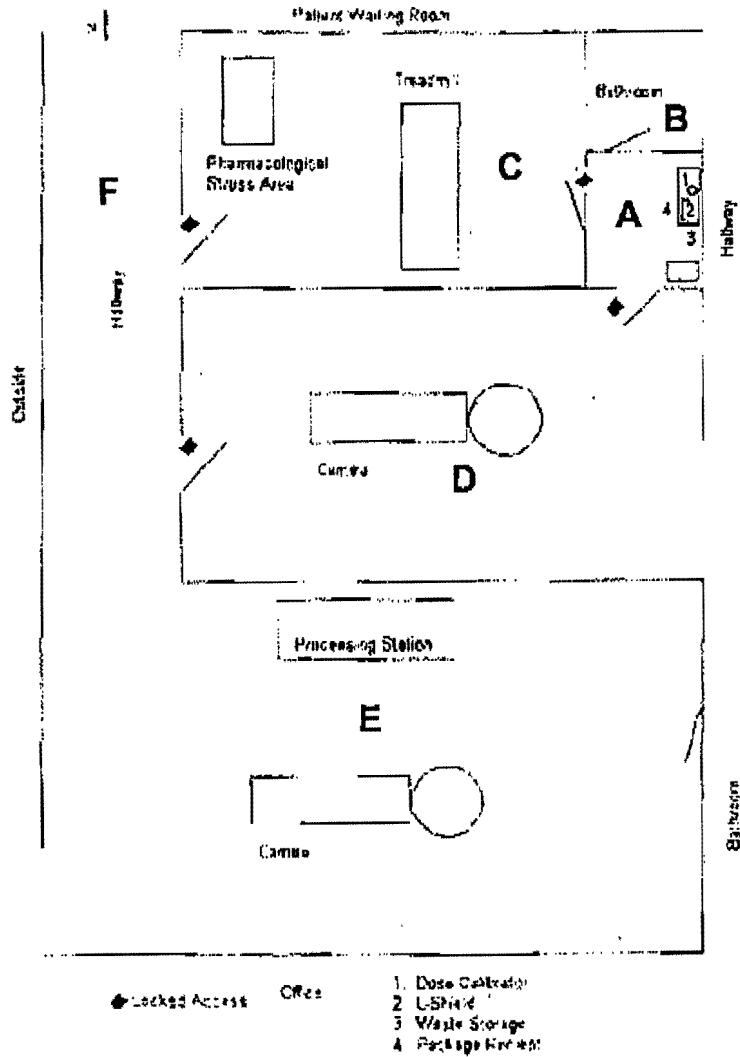 N
Patient Waiting Room
Treadmill
Bathroom
B
Pharmacological
Stress Area
C
F
A
1
4
2
3
Hallway
Hallway
Outside
Camera
D
Processing Station
E
Camera
Bathroom
Locked Access
Office
1. Dose Calibrator
2 L-Shield
3 Waste Storage
4 Package Receipt